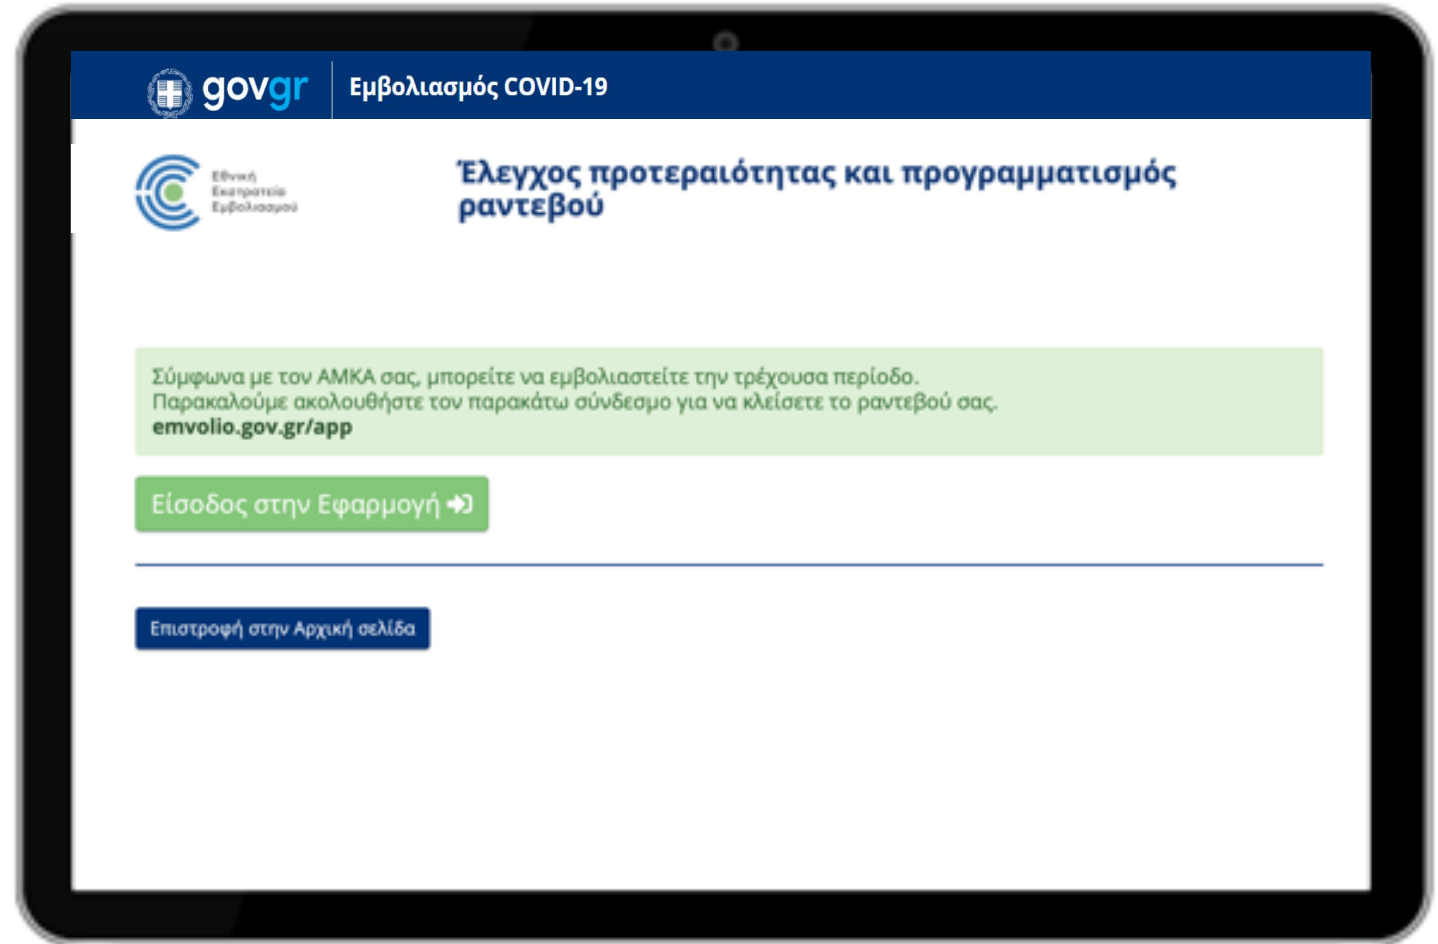 govgr
Εμβολιασμός COVID-19
Εθνική
Εκστρατεία
Εμβολιασμού
Έλεγχος προτεραιότητας και προγραμματισμός
ραντεβού
Σύμφωνα με τον ΑΜΚΑ σας, μπορείτε να εμβολιαστείτε την τρέχουσα περίοδο.
Παρακαλούμε ακολουθήστε τον παρακάτω σύνδεσμο για να κλείσετε το ραντεβού σας.
emvolio.gov.gr/app
Είσοδος στην Εφαρμογή
Επιστροφή στην Αρχική σελίδα